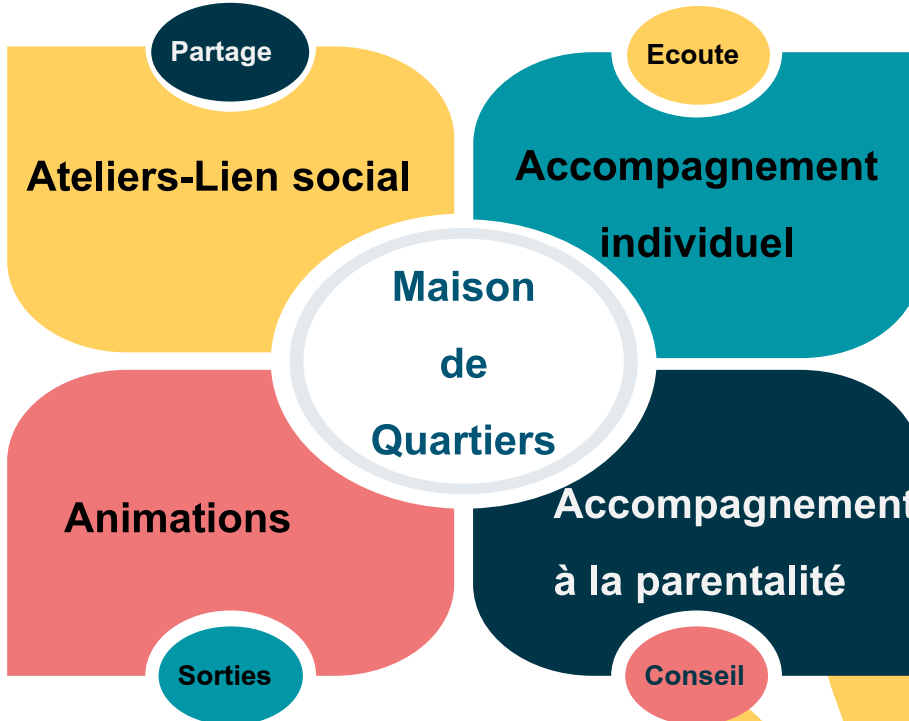 Partage
Ecoute
Ateliers-Lien social
Accompagnement
individuel
Maison
de
Quartiers
Animations
Accompagnement
à la parentalité
Sorties
Conseil